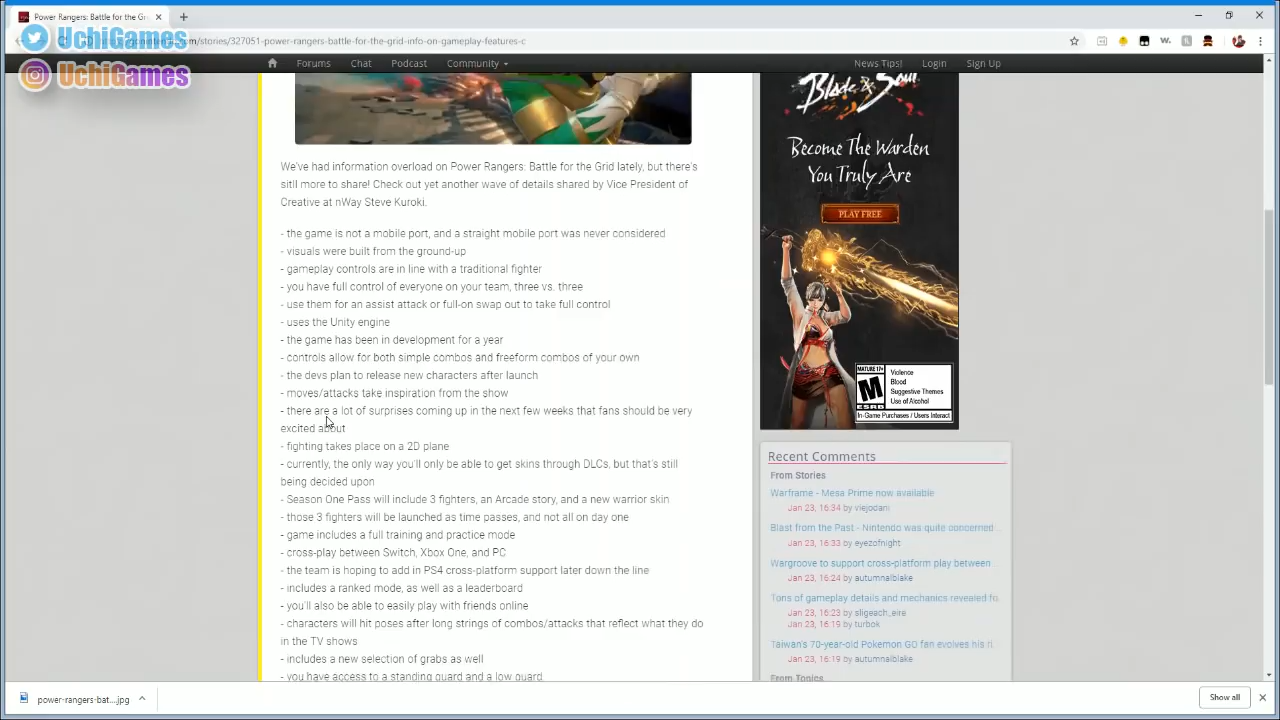 Power Rangers: Battle for the Gri
UchiGames
/stories/327051-power-rangers-battle-for-the-grid-info-on-gameplay-features-c
UchiGames
Forums Chat Podcast Community News Tips! Login Sign Up
We've had information overload on Power Rangers: Battle for the Grid lately, but there's
sitll more to share! Check out yet another wave of details shared by Vice President of
Creative at nWay Steve Kuroki.
- the game is not a mobile port, and a straight mobile port was never considered
- visuals were built from the ground-up
- gameplay controls are in line with a traditional fighter
- you have full control of everyone on your team, three vs. three
- use them for an assist attack or full-on swap out to take full control
- uses the Unity engine
- the game has been in development for a year
- controls allow for both simple combos and freeform combos of your own
- the devs plan to release new characters after launch
- moves/attacks take inspiration from the show
- there are a lot of surprises coming up in the next few weeks that fans should be very
excited about
- fighting takes place on a 2D plane
- currently, the only way you'll only be able to get skins through DLCs, but that's still
being decided upon
- Season One Pass will include 3 fighters, an Arcade story, and a new warrior skin
- those 3 fighters will be launched as time passes, and not all on day one
- game includes a full training and practice mode
- cross-play between Switch, Xbox One, and PC
- the team is hoping to add in PS4 cross-platform support later down the line
- includes a ranked mode, as well as a leaderboard
- you'll also be able to easily play with friends online
- characters will hit poses after long strings of combos/attacks that reflect what they do
in the TV shows
- includes a new selection of grabs as well
- you have access to a standing guard and a low guard
Blade & Soul
Become The Warden
You Truly Are
PLAY FREE
MATURE 17+
M
ESRB
Violence
Blood
Suggestive Themes
Use of Alcohol
In-Game Purchases / Users Interact
Recent Comments
From Stories
Warframe - Mesa Prime now available
Jan 23, 16:34 by viejodani
Blast from the Past - Nintendo was quite concerned
Jan 23, 16:33 by eyezofnight
Wargroove to support cross-platform play between
Jan 23, 16:24 by autumnalblake
Tons of gameplay details and mechanics revealed fo
Jan 23, 16:23 by sligeach_eira
Jan 23, 16:19 by turbok
Taiwan's 70-year-old Pokemon GO fan evolves his ri
Jan 23, 16:19 by autumnalblake
From Topics
power-rangers-bat....jpg
Show all